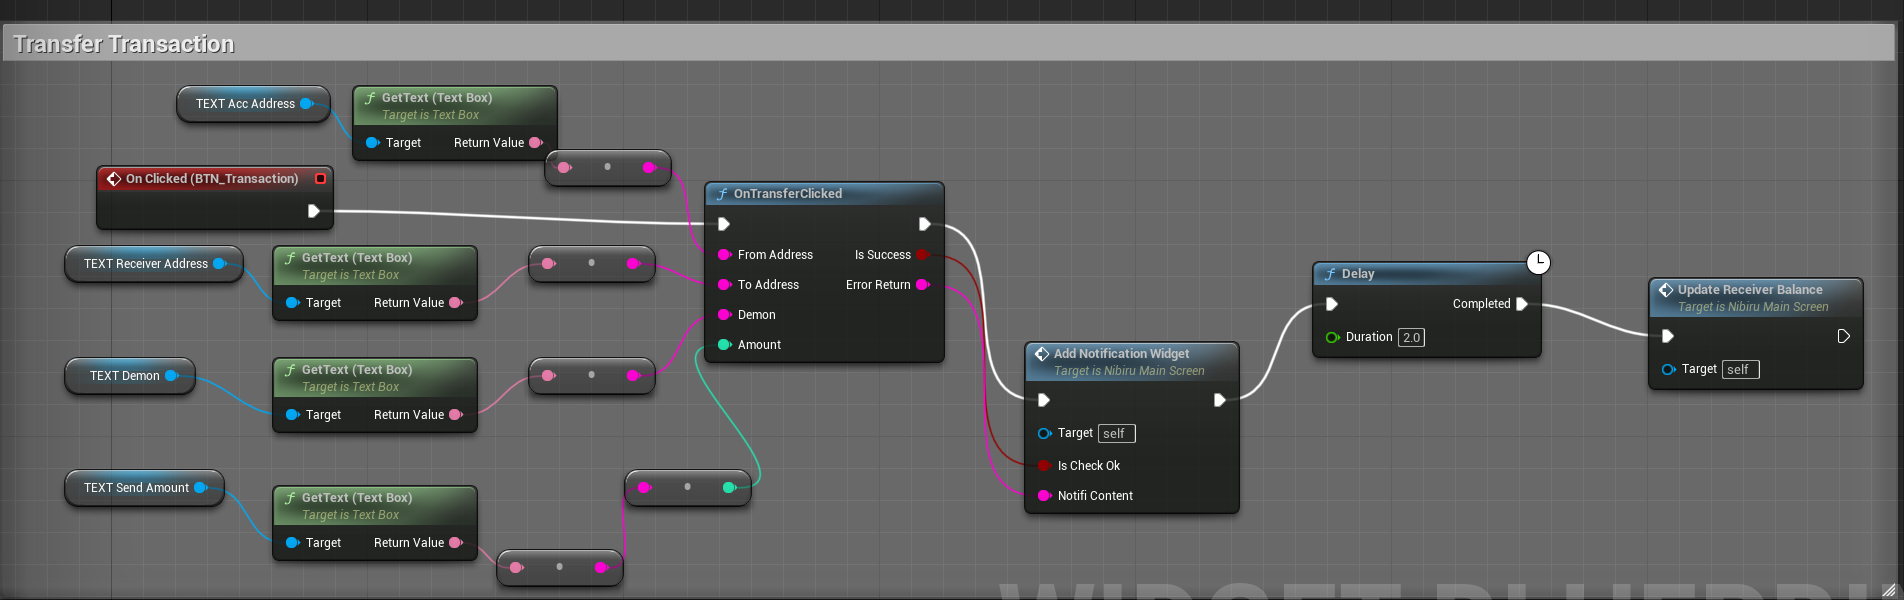 Transfer Transaction
TEXT Acc Address
GetText (Text Box)
Target is Text Box
Target
Return Value
On Clicked (BTN_Transaction)
OnTransferClicked
From Address
Is Success
To Address
Error Return
Demon
Amount
TEXT Receiver Address
GetText (Text Box)
Target is Text Box
Target
Return Value
TEXT Demon
GetText (Text Box)
Target is Text Box
Target
Return Value
TEXT Send Amount
GetText (Text Box)
Target is Text Box
Target
Return Value
Add Notification Widget
Target is Nibiru Main Screen
Target self
Is Check Ok
Notifi Content
Delay
Completed
Duration 2.0
Update Receiver Balance
Target is Nibiru Main Screen
Target self